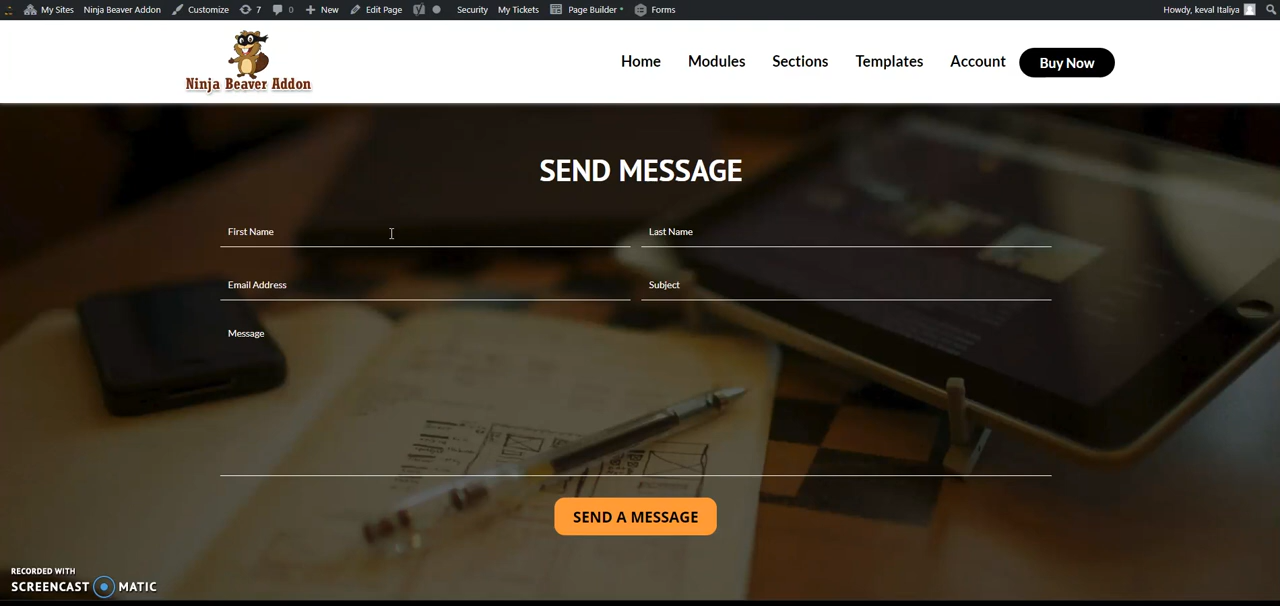 My Sites Ninja Beaver Addon Customize 7 0 New Edit Page Security My Tickets Page Builder Forms Howdy, keval Italiya
Ninja Beaver Addon
Home Modules Sections Templates Account Buy Now
SEND MESSAGE
First Name Last Name
Email Address Subject
Message
SEND A MESSAGE
RECORDED WITH
SCREENCAST MATIC